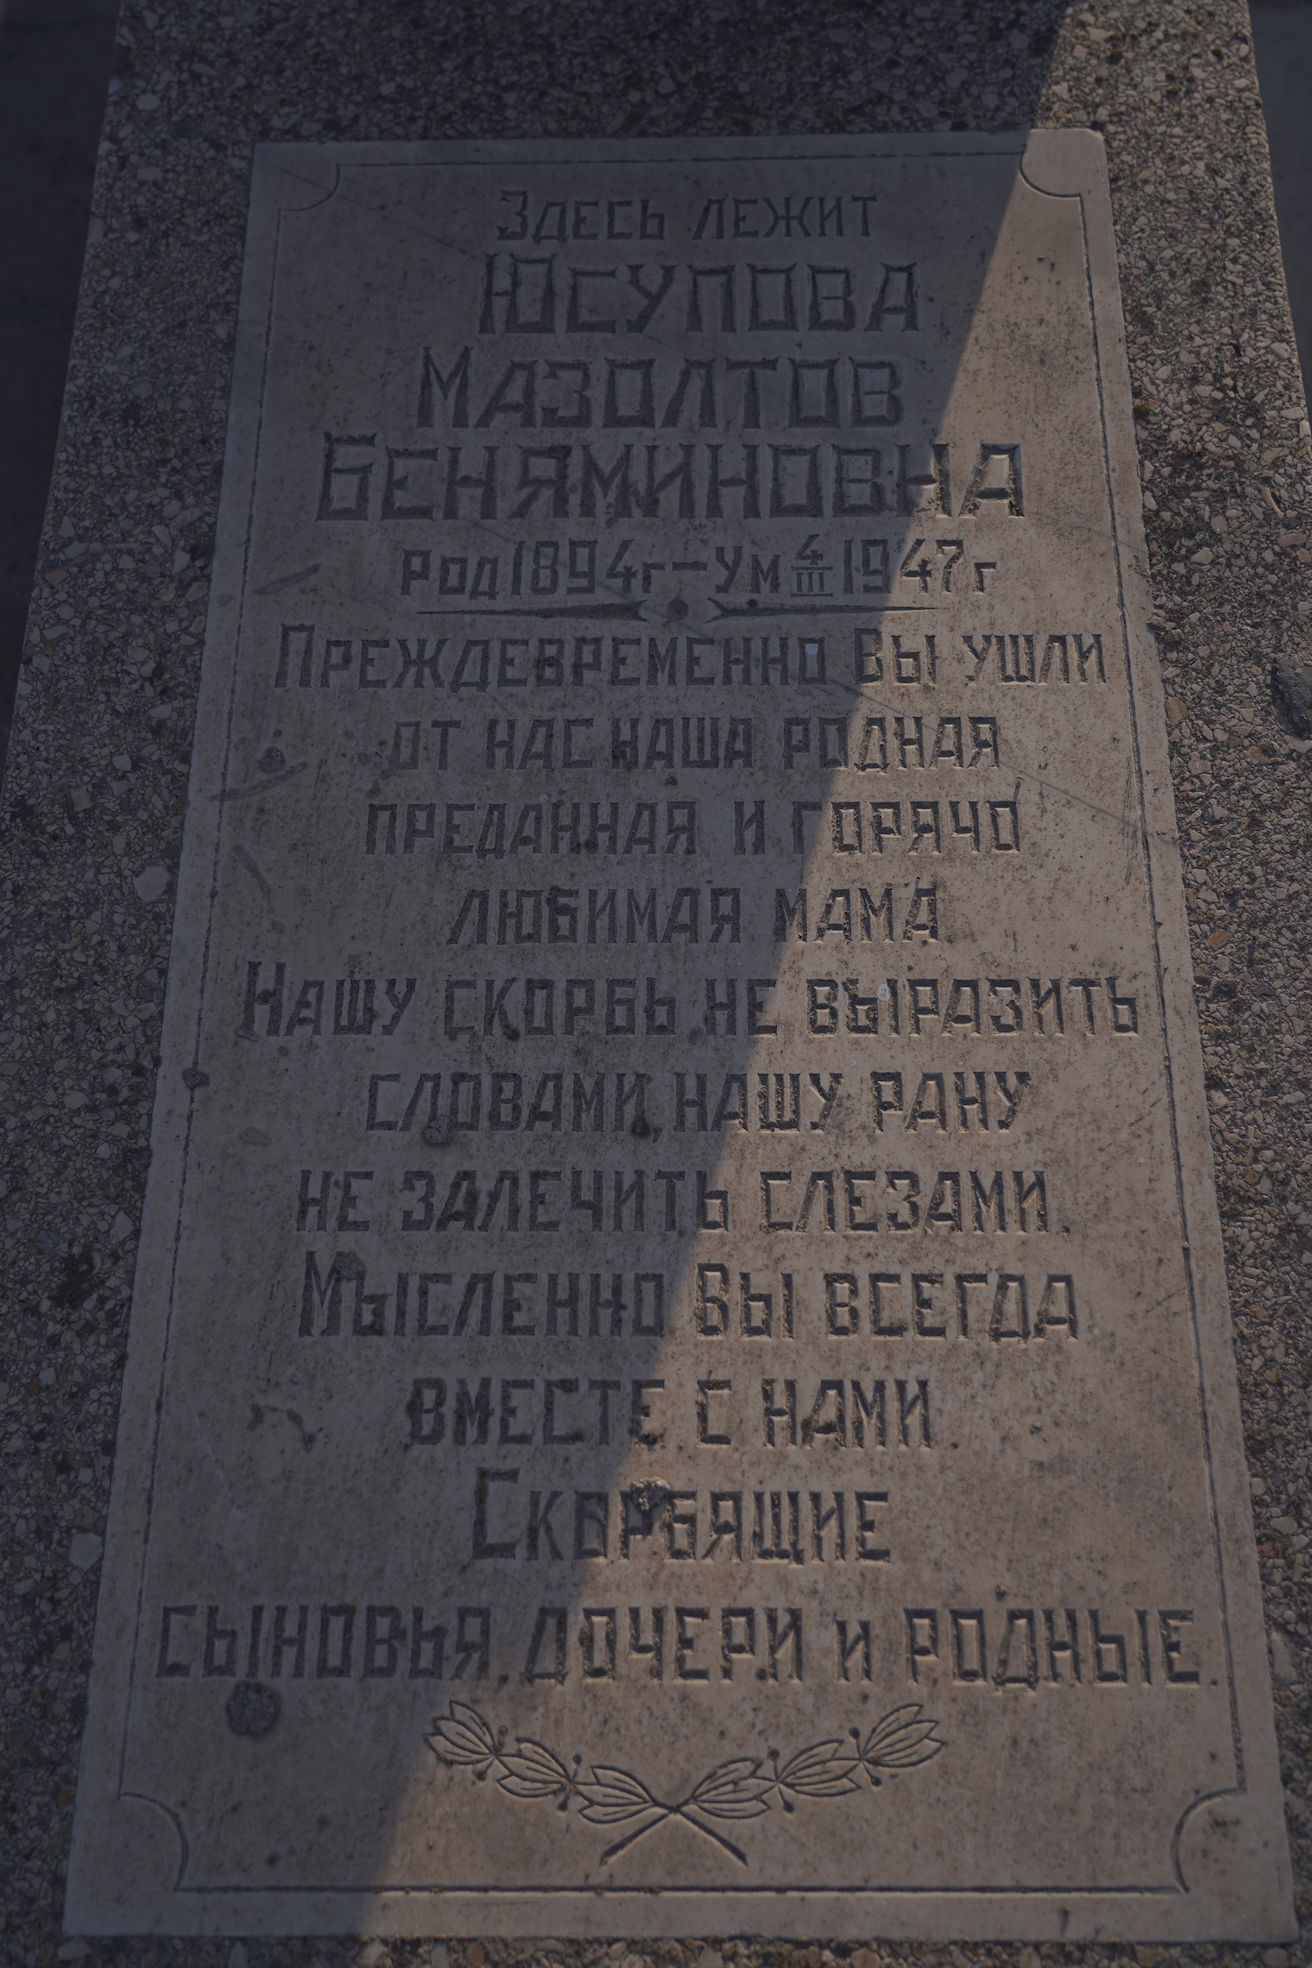 Здесь лежит
Юсупова
Мазолтов
Беняминовна
Род 1894г – Ум 4/III 1947г
Преждевременно Вы ушли
от нас наша родная
преданная и горячо
любимая мама
Нашу скорбь не выразить
словами, нашу рану
не залечить слезами.
Мысленно Вы всегда
вместе с нами.
Скорбящие
сыновья, дочери и родные.